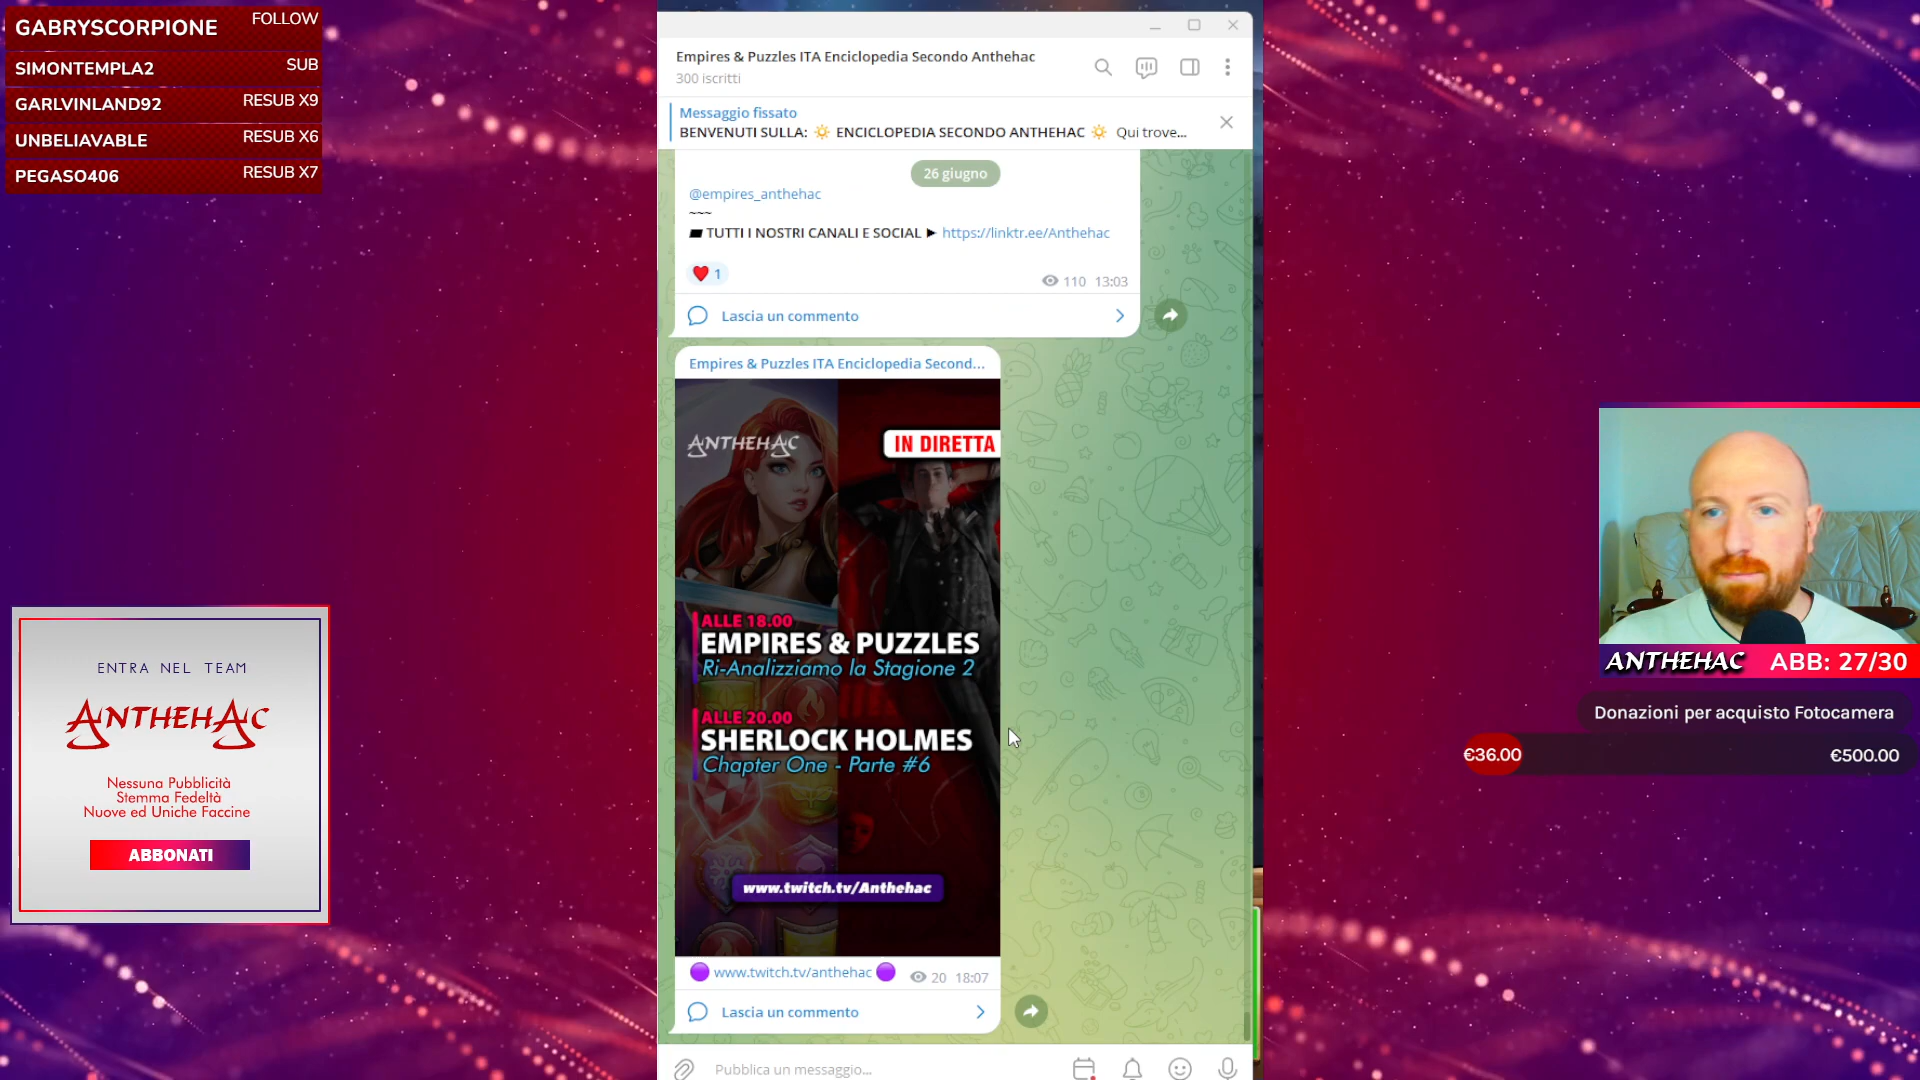 GABRYSCORPIONE FOLLOW
SIMONTEMPLA2 SUB
GARLVINLAND92 RESUB X9
UNBELIAVABLE RESUB X6
PEGASO406 RESUB X7
ENTRA NEL TEAM
ANTHEHAC
Nessuna Pubblicità
Stemma Fedeltà
Nuove ed Uniche Faccine
ABBONATI
Empires & Puzzles ITA Enciclopedia Secondo Anthehac
300 iscritti
Messaggio fissato
BENVENUTI SULLA: ☀️ ENCICLOPEDIA SECONDO ANTHEHAC ☀️ Qui trove...
26 giugno
@empires_anthehac
~~~
TUTTI I NOSTRI CANALI E SOCIAL ► https://linktr.ee/Anthehac
❤️ 1
110 13:03
Lascia un commento
Empires & Puzzles ITA Enciclopedia Second...
ANTHEHAC
IN DIRETTA
ALLE 18.00
EMPIRES & PUZZLES
Ri-Analizziamo la Stagione 2
ALLE 20.00
SHERLOCK HOLMES
Chapter One - Parte #6
www.twitch.tv/Anthehac
🟣 www.twitch.tv/anthehac 🟣 20 18:07
Lascia un commento
Pubblica un messaggio...
ANTHEHAC ABB: 27/30
Donazioni per acquisto Fotocamera
€36.00 €500.00